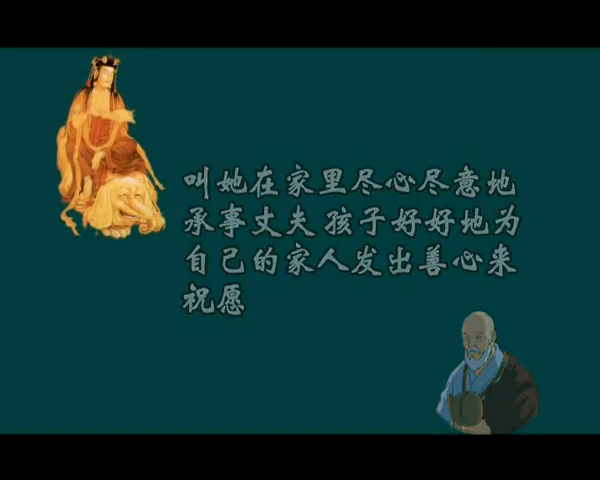 叫她在家里尽心尽意地
承事丈夫 孩子好好地为
自己的家人发出善心来
祝愿